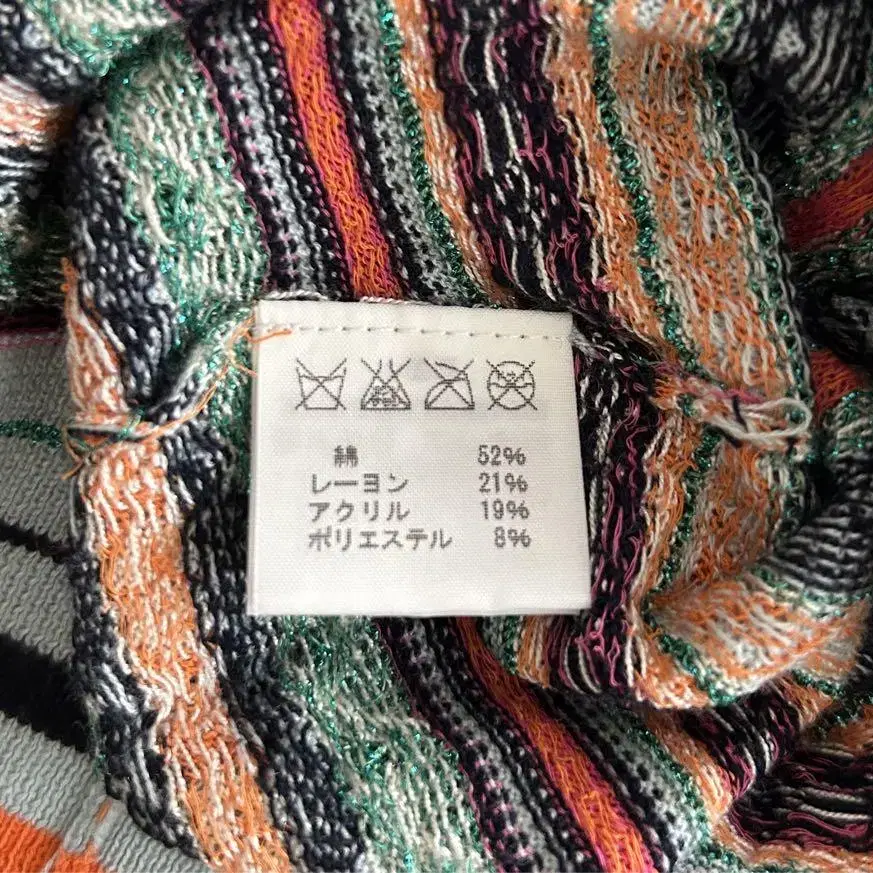 綿 52%
レーヨン 21%
アクリル 19%
ポリエステル 8%